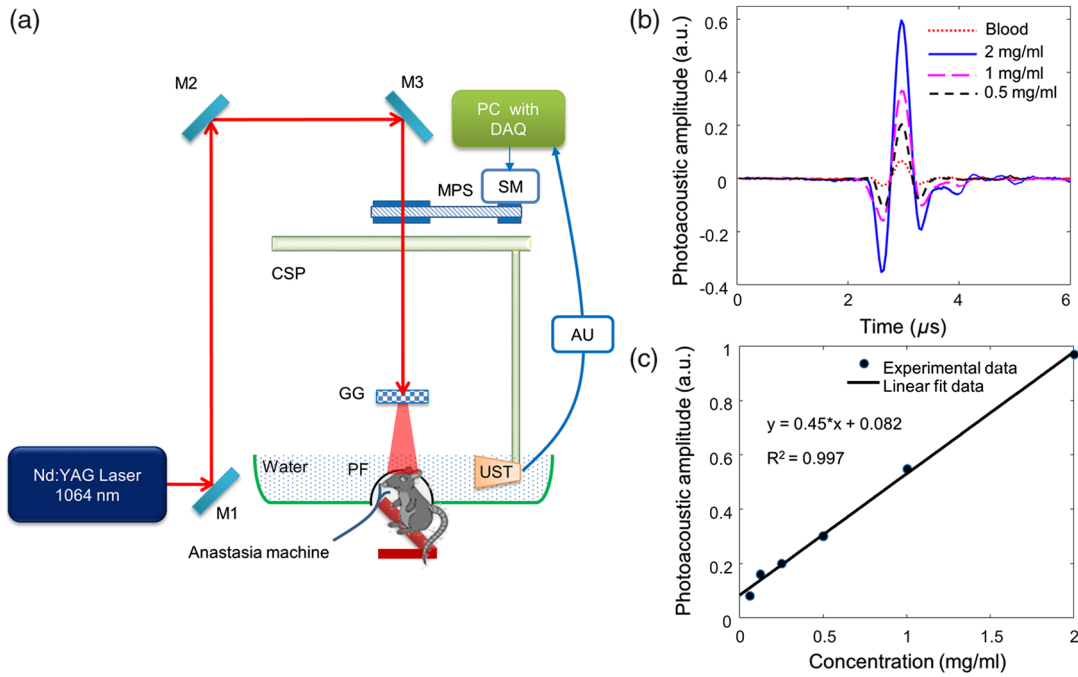 (a)
M2
M3
PC with
DAQ
SM
MPS
CSP
AU
GG
Nd:YAG Laser
1064 nm
M1
Water
PF
UST
Anastasia machine
(b)
Photoacoustic amplitude (a.u.)
0.6
0.4
0.2
0
-0.2
-0.4
Blood
2 mg/ml
1 mg/ml
0.5 mg/ml
0 2 4 6
Time (μs)
(c)
Photoacoustic amplitude (a.u.)
1
0.8
0.6
0.4
0.2
0
Experimental data
Linear fit data
y = 0.45*x + 0.082
R² = 0.997
0 0.5 1 1.5 2
Concentration (mg/ml)